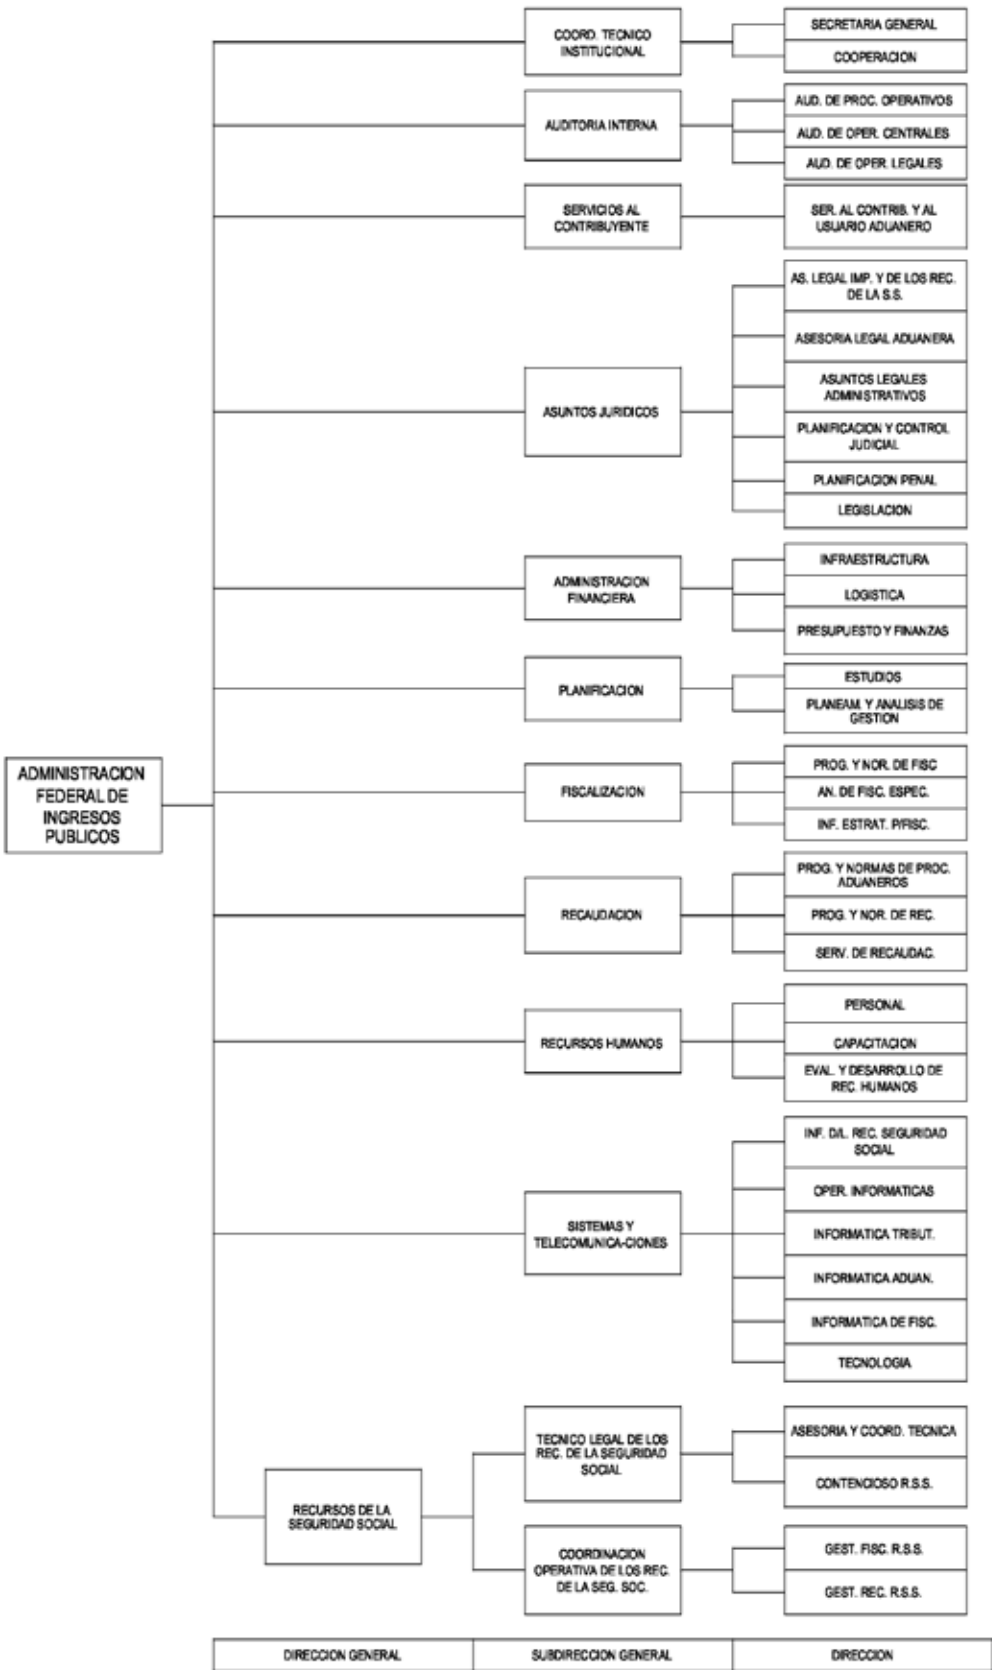 COORD. TECNICO
INSTITUCIONAL
SECRETARIA GENERAL
COOPERACION
AUDITORIA INTERNA
AUD. DE PROC. OPERATIVOS
AUD. DE OPER. CENTRALES
AUD. DE OPER. LEGALES
SERVICIOS AL
CONTRIBUYENTE
SER. AL CONTRIB. Y AL
USUARIO ADUANERO
ASUNTOS JURIDICOS
AS. LEGAL IMP. Y DE LOS REC.
DE LA S.S.
ASESORIA LEGAL ADUANERA
ASUNTOS LEGALES
ADMINISTRATIVOS
PLANIFICACION Y CONTROL
JUDICIAL
PLANIFICACION PENAL
LEGISLACION
ADMINISTRACION
FINANCIERA
INFRAESTRUCTURA
LOGISTICA
PRESUPUESTO Y FINANZAS
PLANIFICACION
ESTUDIOS
PLANEAM. Y ANALISIS DE
GESTION
ADMINISTRACION
FEDERAL DE
INGRESOS
PUBLICOS
FISCALIZACION
PROG. Y NOR. DE FISC
AN. DE FISC. ESPEC.
INF. ESTRAT. P/FISC.
RECAUDACION
PROG. Y NORMAS DE PROC.
ADUANEROS
PROG. Y NOR. DE REC.
SERV. DE RECAUDAC.
RECURSOS HUMANOS
PERSONAL
CAPACITACION
EVAL. Y DESARROLLO DE
REC. HUMANOS
SISTEMAS Y
TELECOMUNICA-CIONES
INF. D/L. REC. SEGURIDAD
SOCIAL
OPER. INFORMATICAS
INFORMATICA TRIBUT.
INFORMATICA ADUAN.
INFORMATICA DE FISC.
TECNOLOGIA
RECURSOS DE LA
SEGURIDAD SOCIAL
TECNICO LEGAL DE LOS
REC. DE LA SEGURIDAD
SOCIAL
ASESORIA Y COORD. TECNICA
CONTENCIOSO R.S.S.
COORDINACION
OPERATIVA DE LOS REC.
DE LA SEG. SOC.
GEST. FISC. R.S.S.
GEST. REC. R.S.S.
DIRECCION GENERAL
SUBDIRECCION GENERAL
DIRECCION